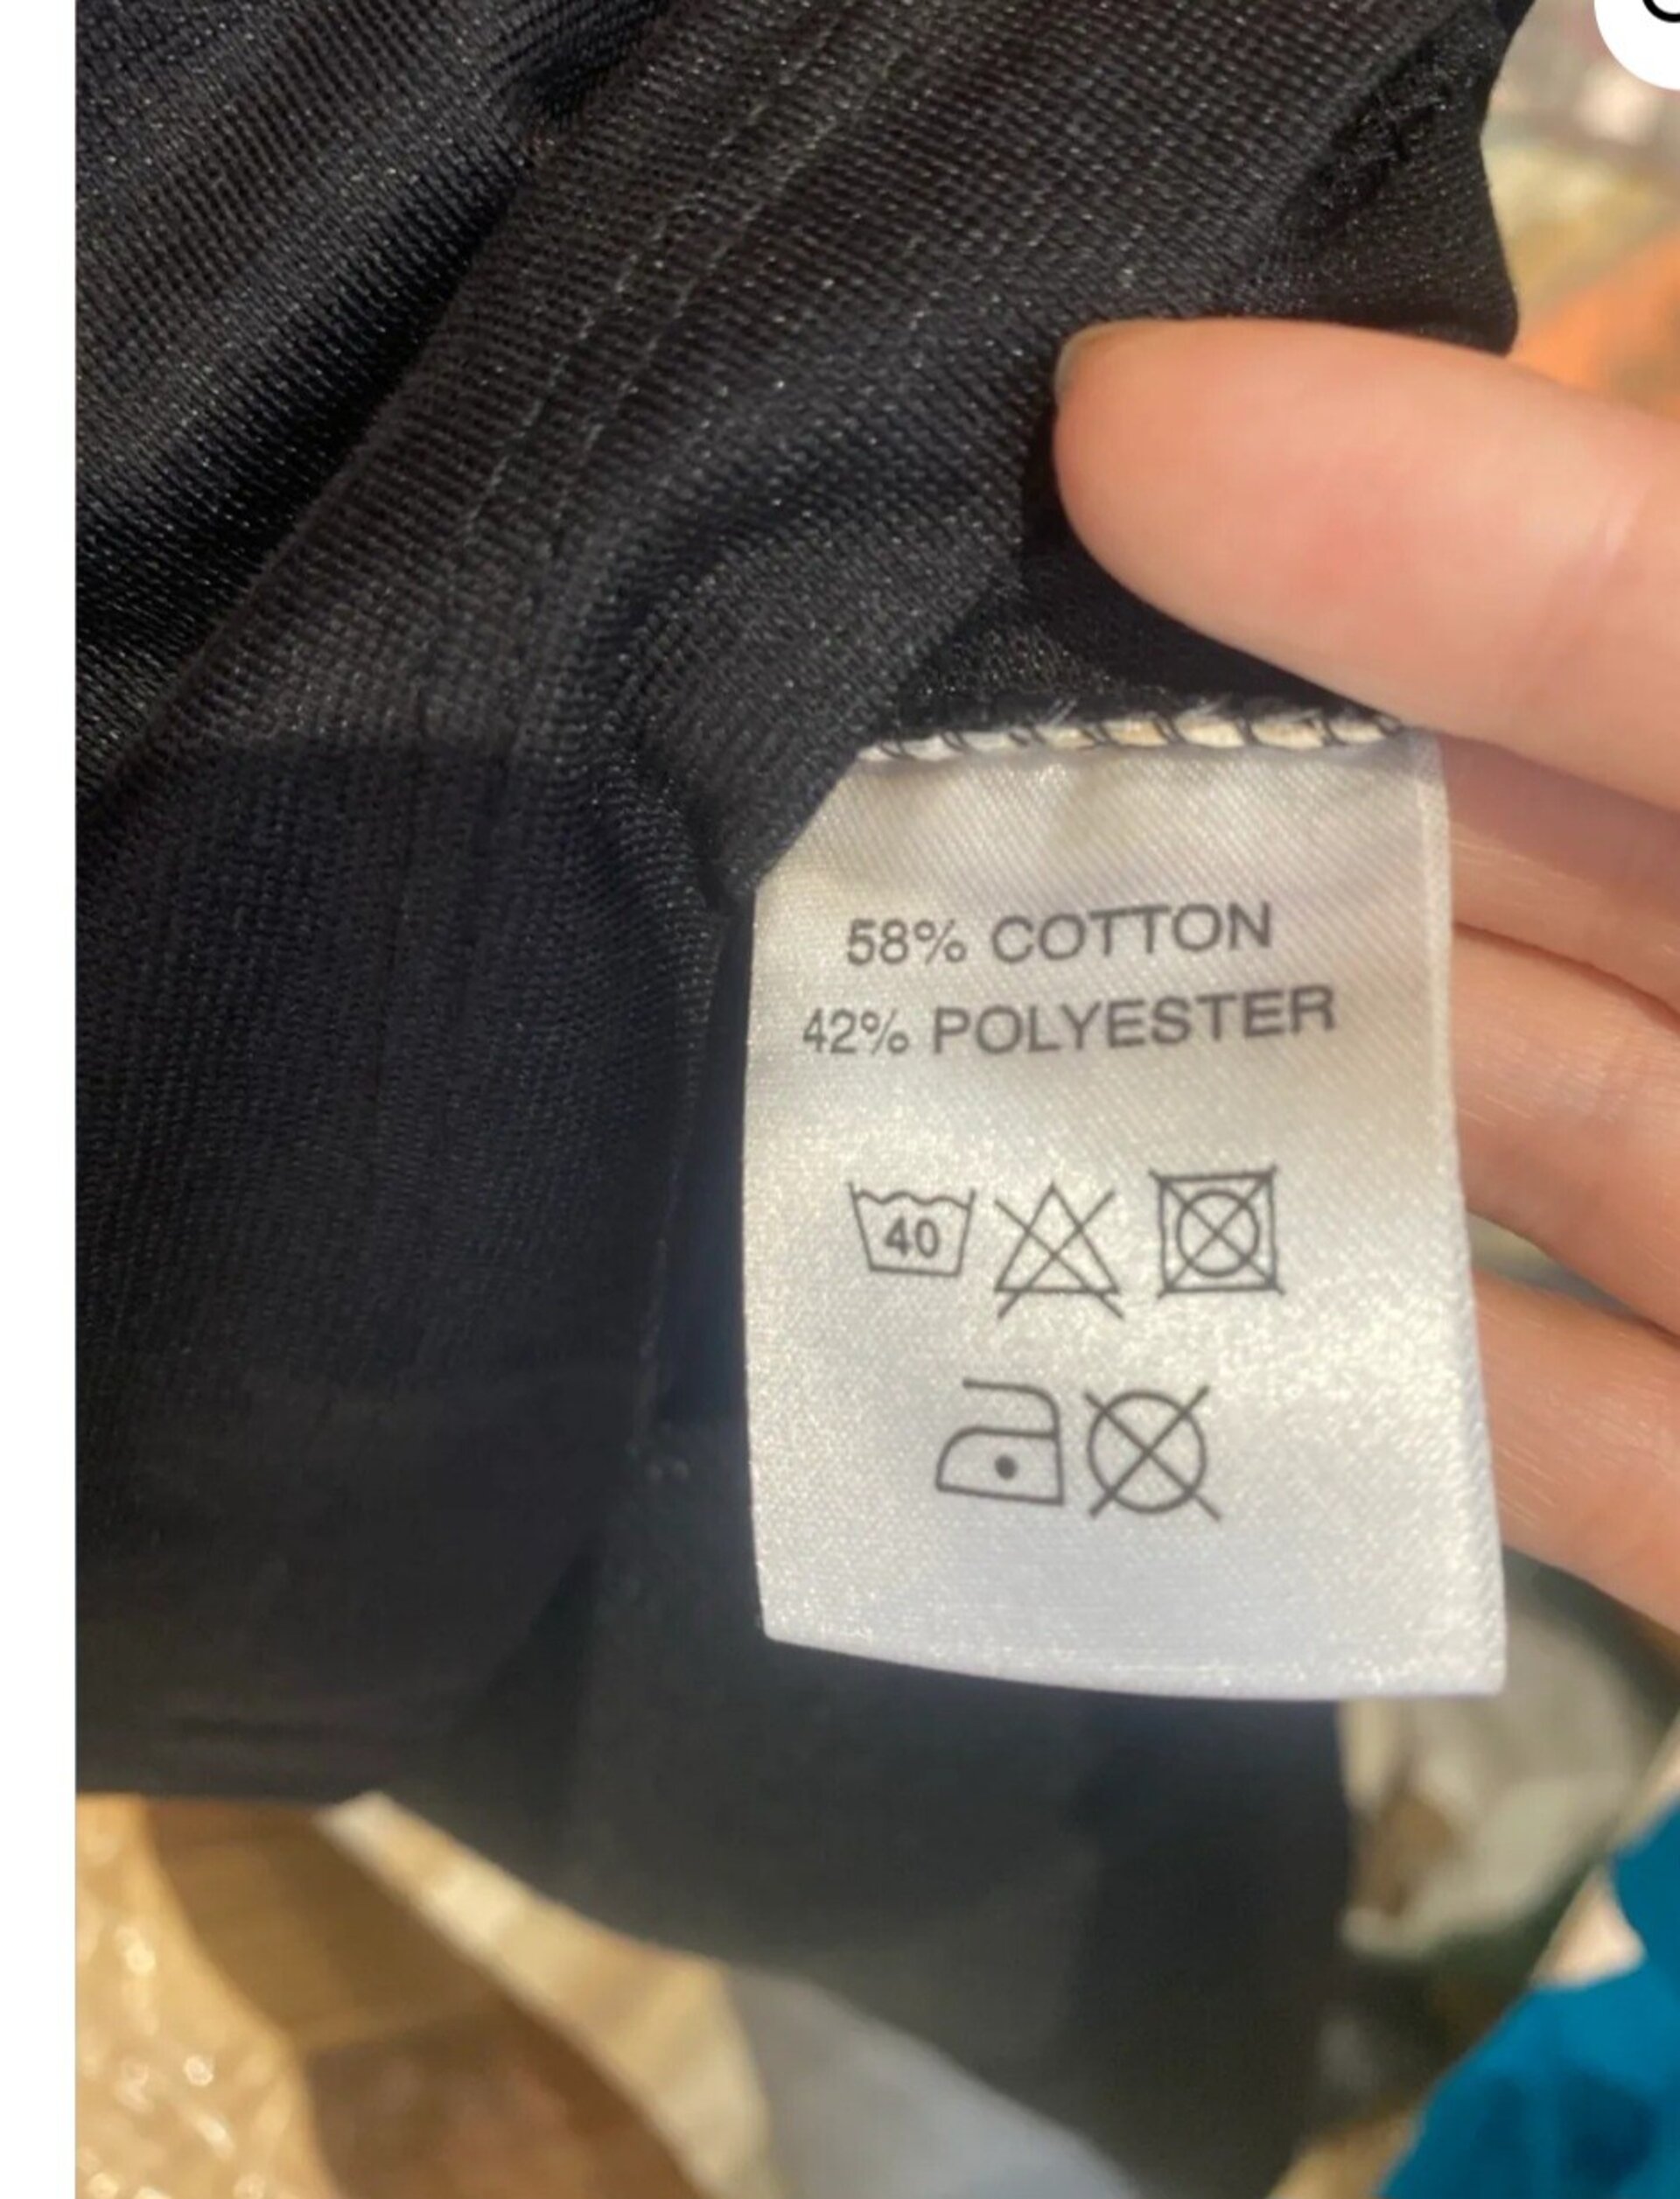 58% COTTON
42% POLYESTER
40